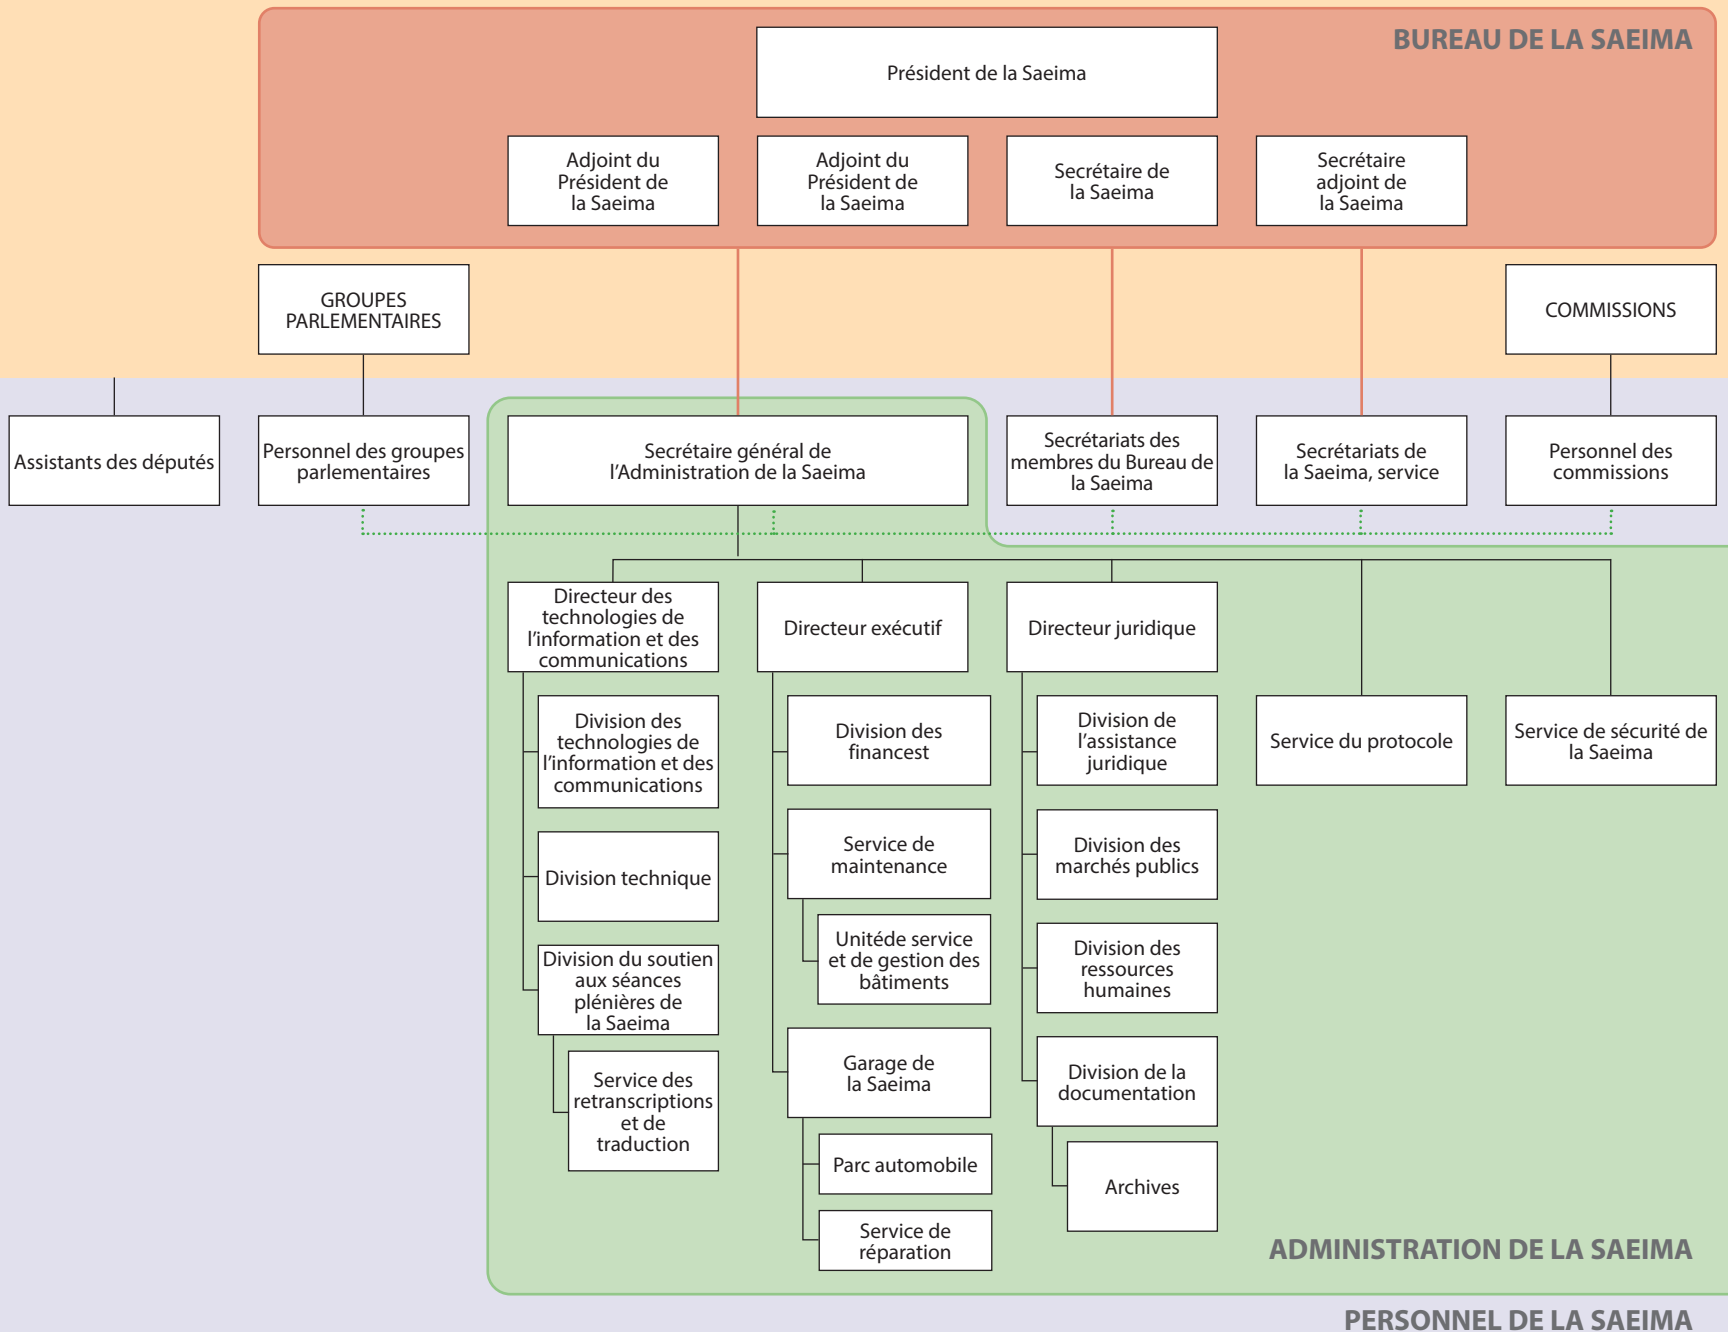 BUREAU DE LA SAEIMA
Président de la Saeima
Adjoint du
Président de
la Saeima
Adjoint du
Président de
la Saeima
Secrétaire de
la Saeima
Secrétaire
adjoint de
la Saeima
GROUPES
PARLEMENTAIRES
COMMISSIONS
Assistants des députés
Personnel des groupes
parlementaires
Secrétaire général de
l'Administration de la Saeima
Secrétariats des
membres du Bureau de
la Saeima
Secrétariats de
la Saeima, service
Personnel des
commissions
Directeur des
technologies de
l'information et des
communications
Directeur exécutif
Directeur juridique
Division des
technologies de
l'information et des
communications
Division des
financest
Division de
l'assistance
juridique
Service du protocole
Service de sécurité de
la Saeima
Division technique
Service de
maintenance
Division des
marchés publics
Division du soutien
aux séances
plénières de
la Saeima
Unitéde service
et de gestion des
bâtiments
Division des
ressources
humaines
Service des
retranscriptions
et de
traduction
Garage de
la Saeima
Division de la
documentation
Parc automobile
Archives
Service de
réparation
ADMINISTRATION DE LA SAEIMA
PERSONNEL DE LA SAEIMA